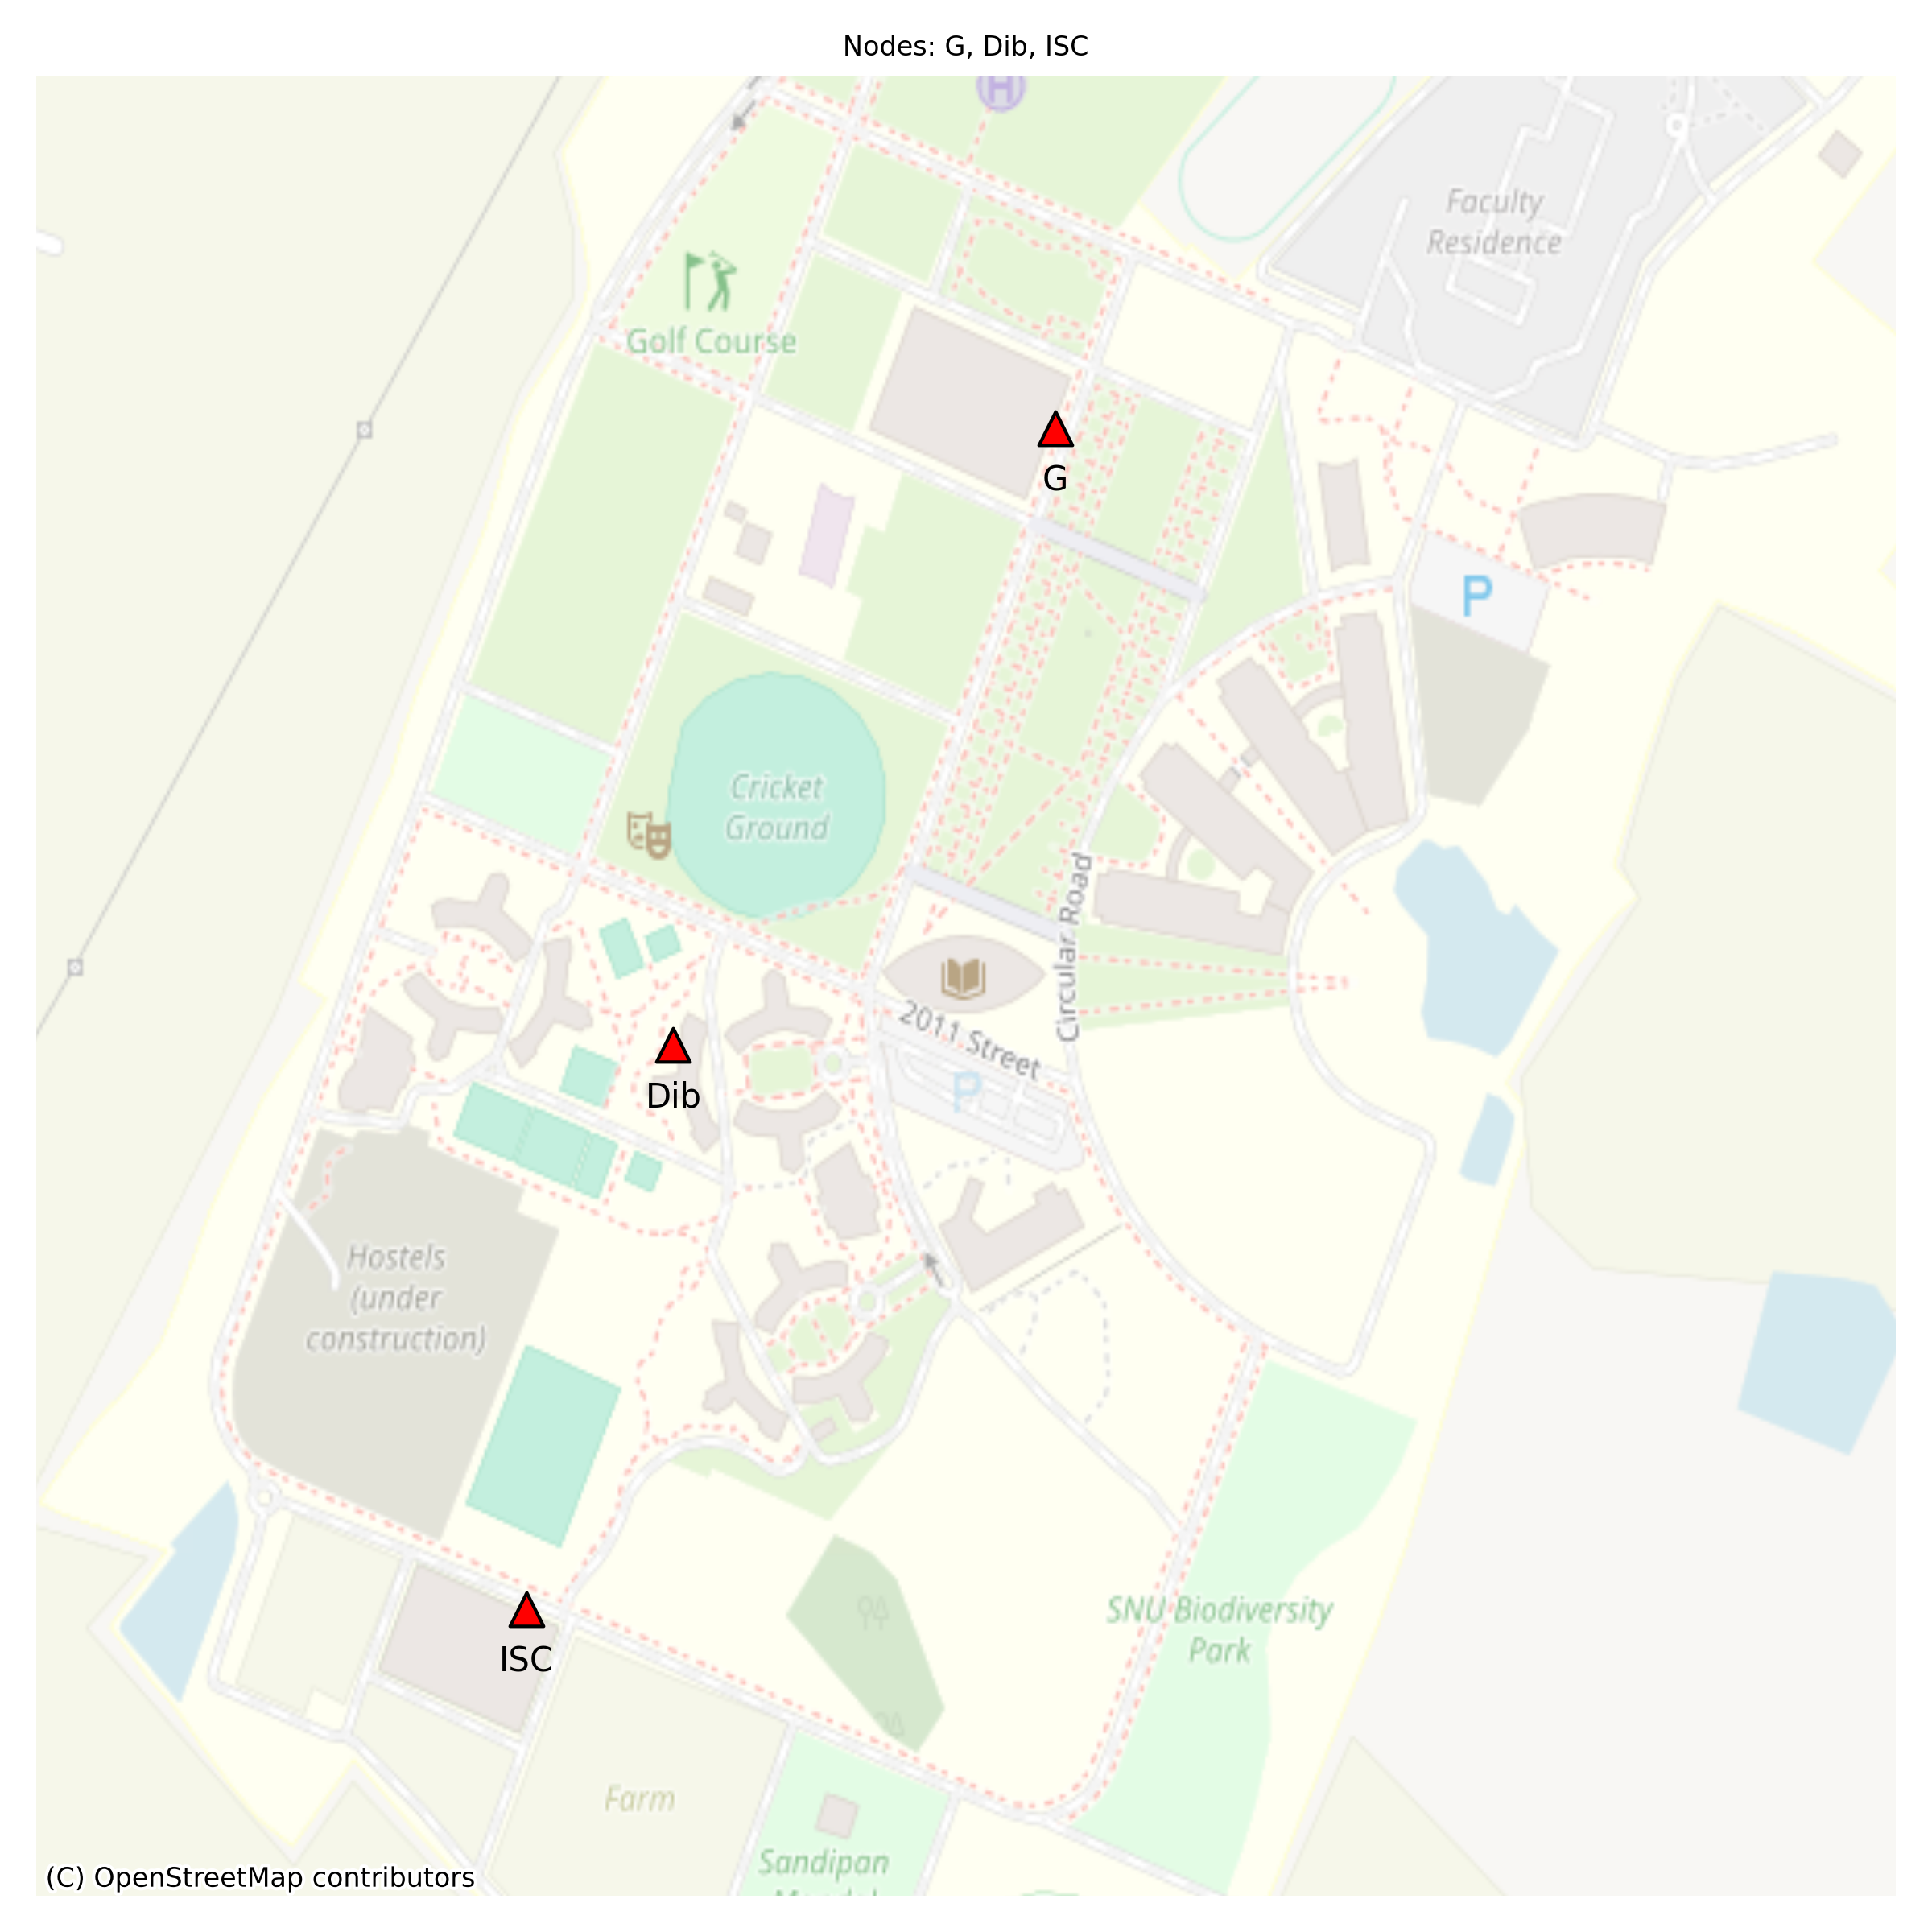 Nodes: G, Dib, ISC
H
Faculty
Residence
Golf Course
G
P
Cricket
Ground
Circular Road
2011 Street
P
Dib
Hostels
(under
construction)
ISC
SNU Biodiversity
Park
Farm
Sandipan
(C) OpenStreetMap contributors